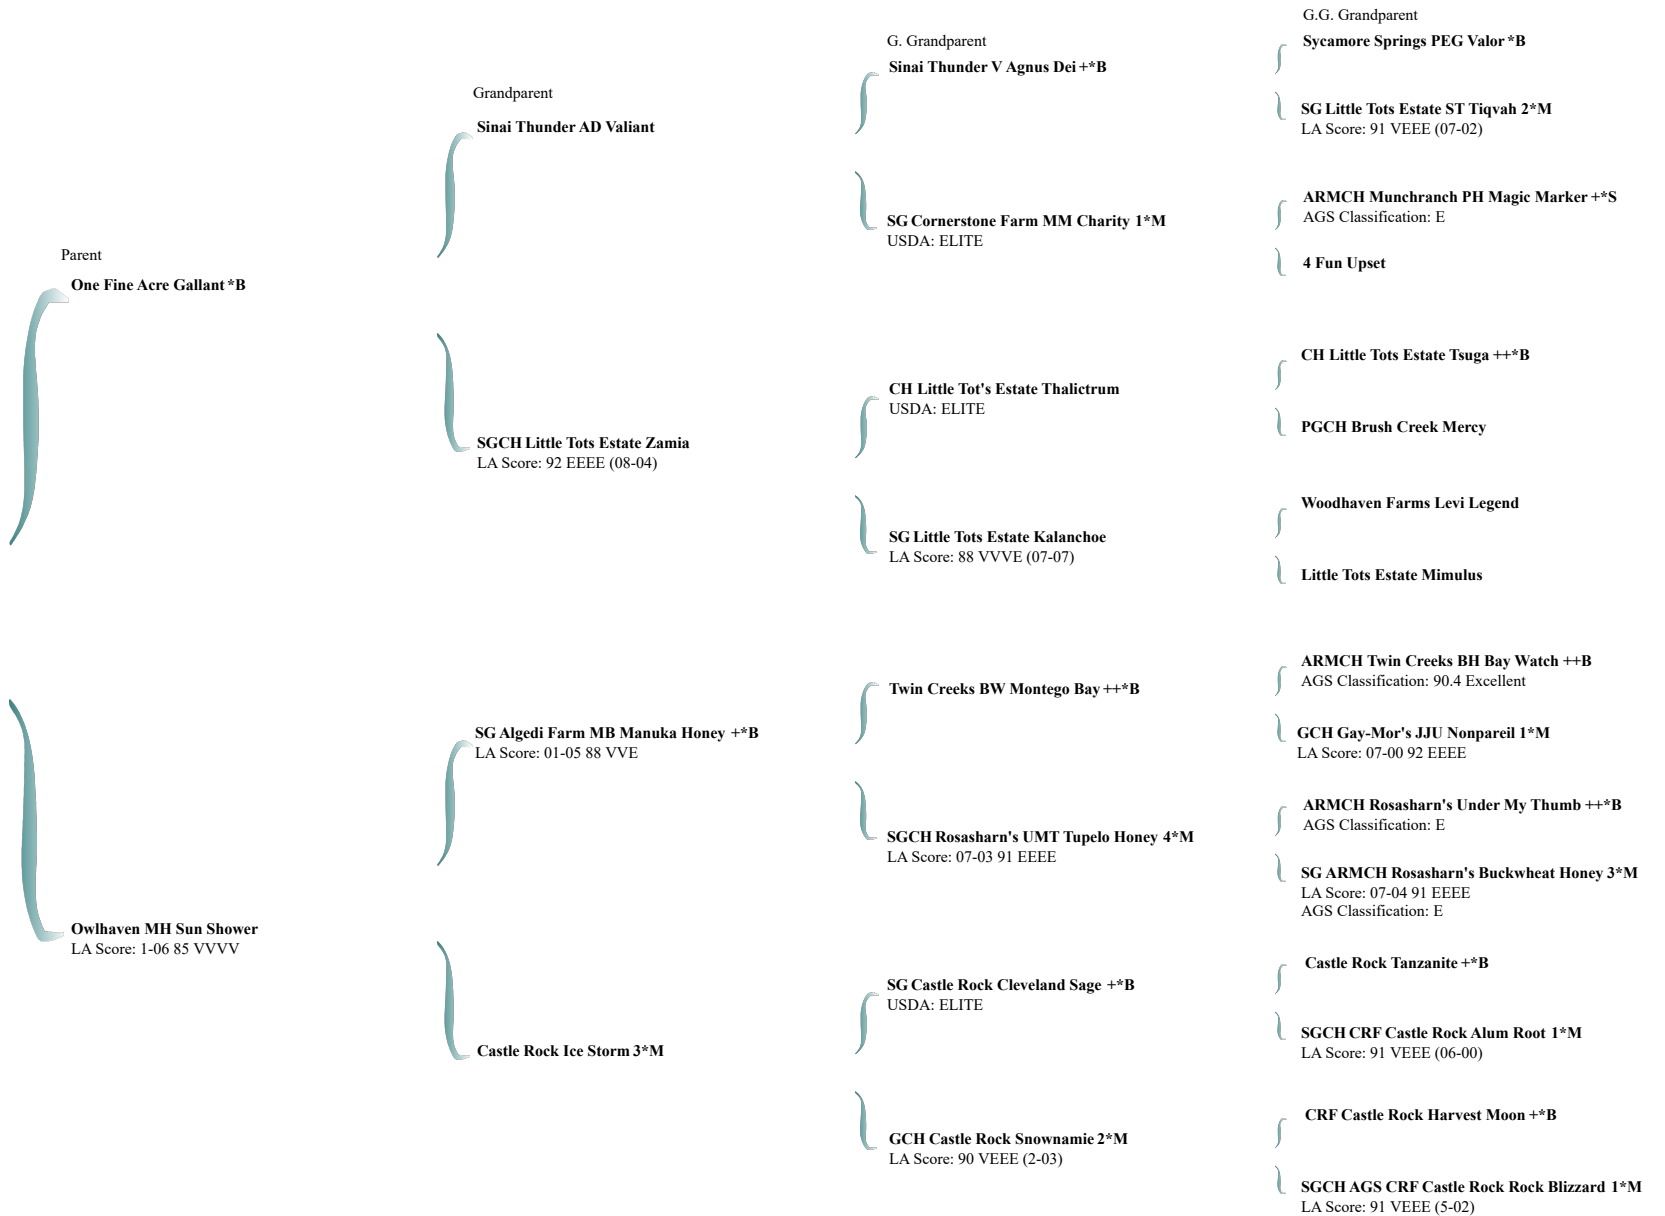 Parent
One Fine Acre Gallant *B
Owlhaven MH Sun Shower
LA Score: 1-06 85 VVVV
Grandparent
Sinai Thunder AD Valiant
SGCH Little Tots Estate Zamia
LA Score: 92 EEEE (08-04)
SG Algedi Farm MB Manuka Honey +*B
LA Score: 01-05 88 VVE
Castle Rock Ice Storm 3*M
G. Grandparent
Sinai Thunder V Agnus Dei +*B
SG Cornerstone Farm MM Charity 1*M
USDA: ELITE
CH Little Tot's Estate Thalictrum
USDA: ELITE
SG Little Tots Estate Kalanchoe
LA Score: 88 VVVE (07-07)
Twin Creeks BW Montego Bay ++*B
SGCH Rosasharn's UMT Tupelo Honey 4*M
LA Score: 07-03 91 EEEE
SG Castle Rock Cleveland Sage +*B
USDA: ELITE
GCH Castle Rock Snownamie 2*M
LA Score: 90 VEEE (2-03)
G.G. Grandparent
Sycamore Springs PEG Valor *B
SG Little Tots Estate ST Tiqvah 2*M
LA Score: 91 VEEE (07-02)
ARMCH Munchranch PH Magic Marker +*S
AGS Classification: E
4 Fun Upset
CH Little Tots Estate Tsuga ++*B
PGCH Brush Creek Mercy
Woodhaven Farms Levi Legend
Little Tots Estate Mimulus
ARMCH Twin Creeks BH Bay Watch ++B
AGS Classification: 90.4 Excellent
GCH Gay-Mor's JJU Nonpareil 1*M
LA Score: 07-00 92 EEEE
ARMCH Rosasharn's Under My Thumb ++*B
AGS Classification: E
SG ARMCH Rosasharn's Buckwheat Honey 3*M
LA Score: 07-04 91 EEEE
AGS Classification: E
Castle Rock Tanzanite +*B
SGCH CRF Castle Rock Alum Root 1*M
LA Score: 91 VEEE (06-00)
CRF Castle Rock Harvest Moon +*B
SGCH AGS CRF Castle Rock Rock Blizzard 1*M
LA Score: 91 VEEE (5-02)